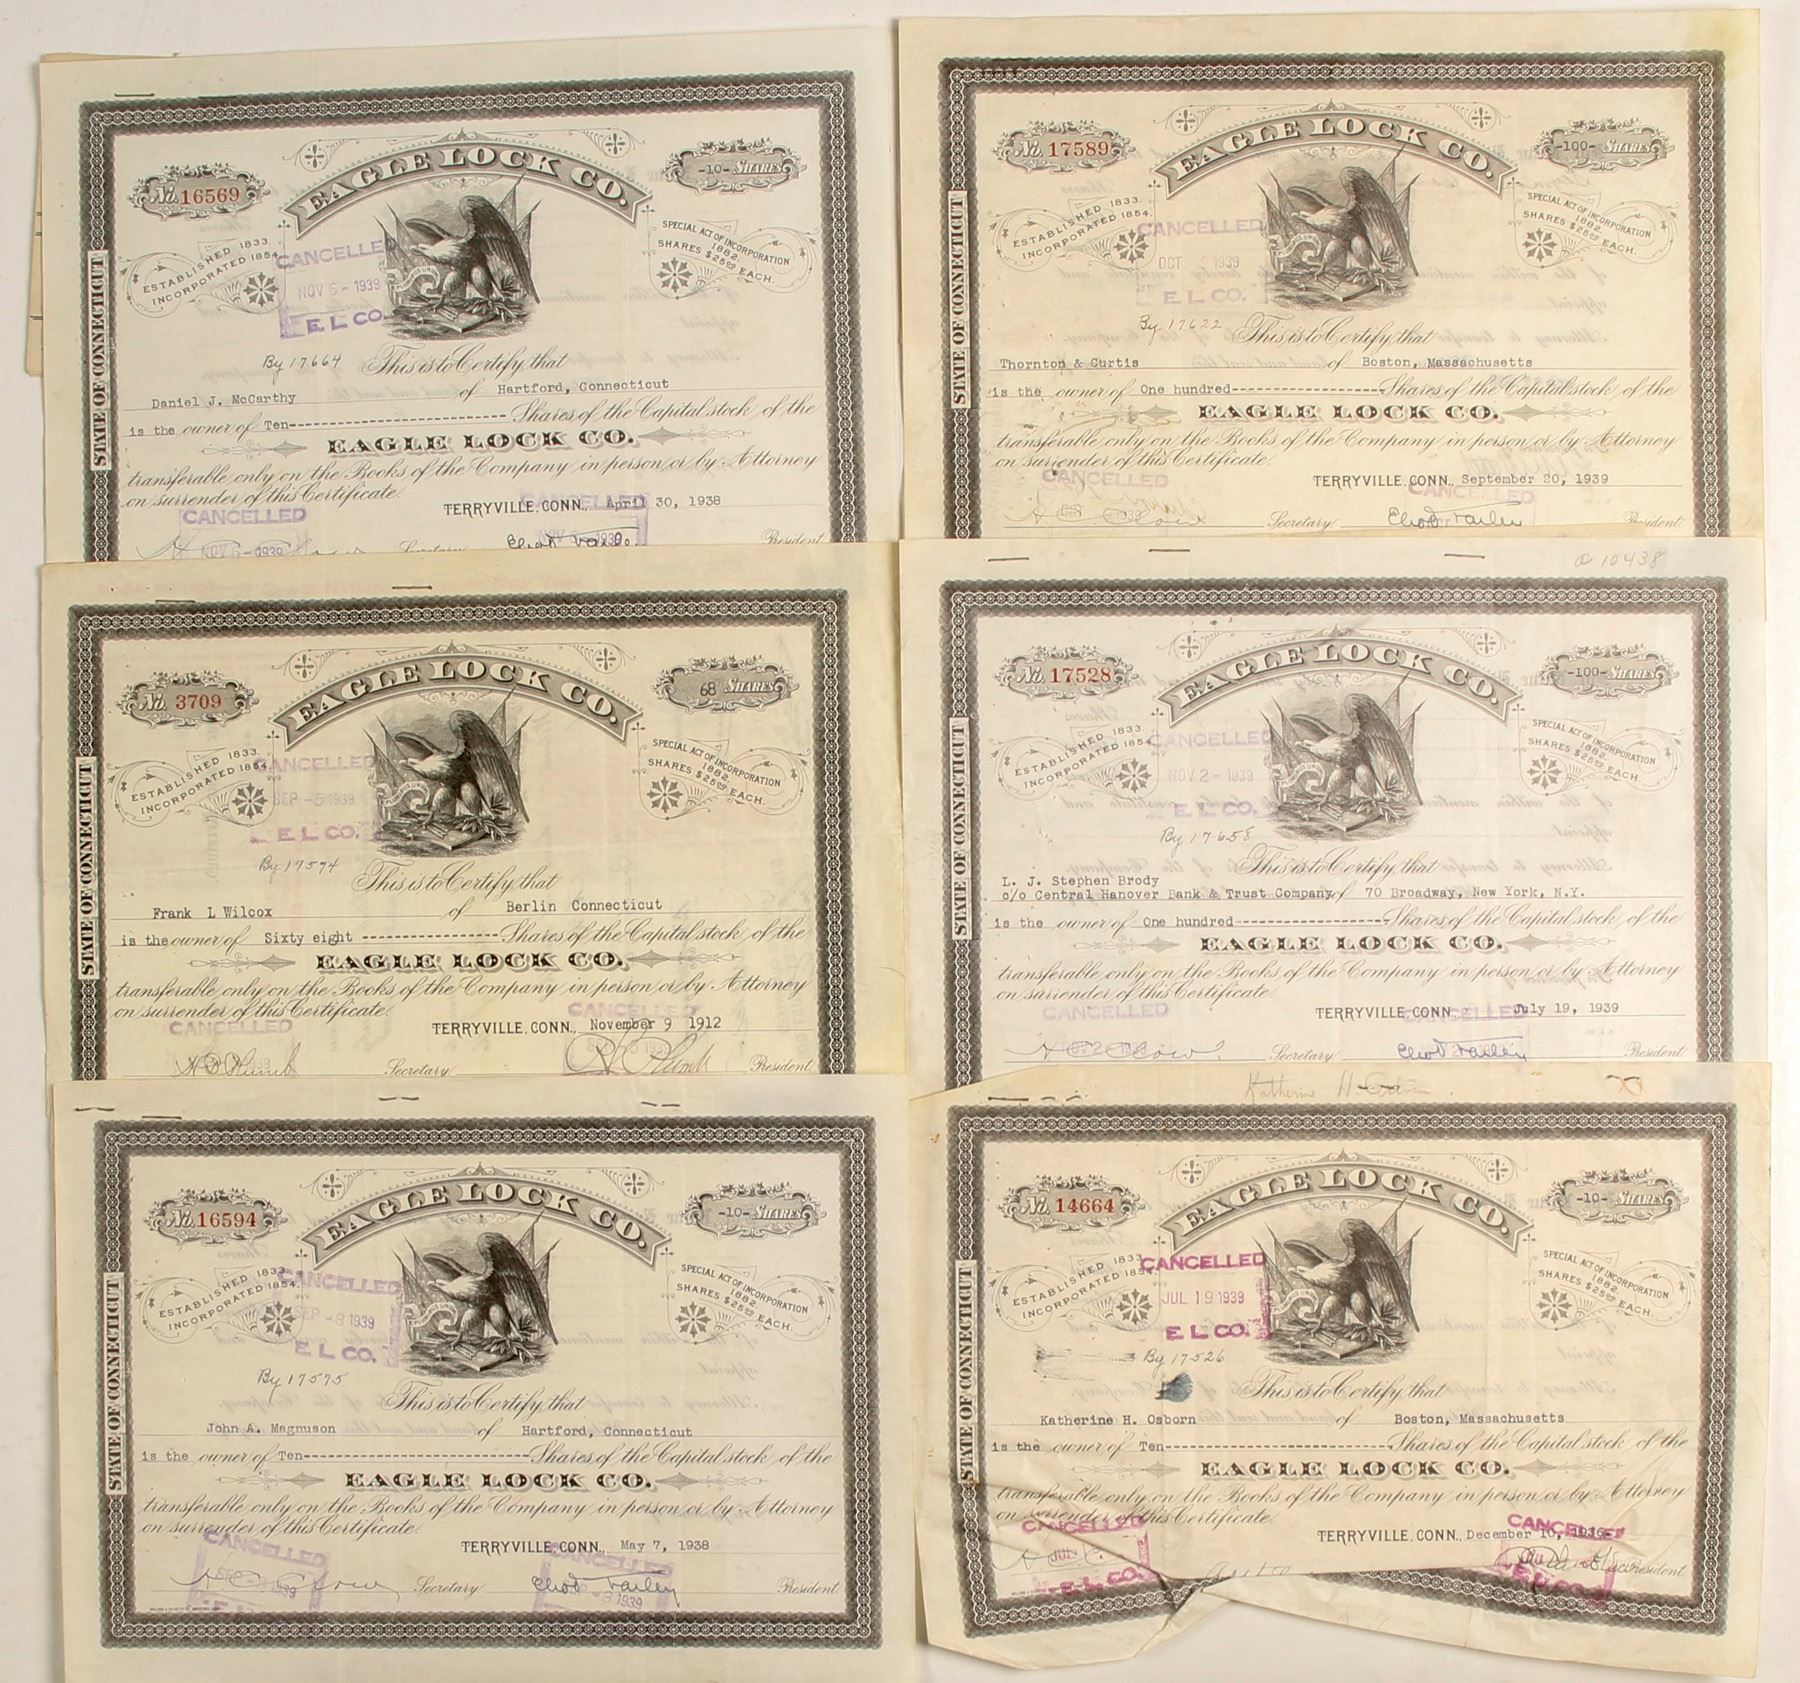 EAGLE LOCK CO.
No. 16569
-10- SHARES
ESTABLISHED 1833.
INCORPORATED 1854.
SPECIAL ACT OF INCORPORATION
1882.
SHARES $25.00 EACH.
CANCELLED
NOV 6 - 1939
E. L. CO.
STATE OF CONNECTICUT
By 17664 This is to Certify that
Daniel J. McCarthy of Hartford, Connecticut
is the owner of Ten Shares of the Capital stock of the
EAGLE LOCK CO.
transferable only on the Books of the Company in person or by Attorney
on surrender of this Certificate.
TERRYVILLE, CONN., April 30, 1938
CANCELLED
CANCELLED
NOV 6 - 1939
Secretary
President
EAGLE LOCK CO.
No. 17589
-100- SHARES
ESTABLISHED 1833.
INCORPORATED 1854.
SPECIAL ACT OF INCORPORATION
1882.
SHARES $25.00 EACH.
CANCELLED
OCT 1939
E. L. CO.
STATE OF CONNECTICUT
By 17622 This is to Certify that
Thornton & Curtis of Boston, Massachusetts
is the owner of One hundred Shares of the Capital stock of the
EAGLE LOCK CO.
transferable only on the Books of the Company in person or by Attorney
on surrender of this Certificate.
TERRYVILLE, CONN., September 20, 1939
CANCELLED
CANCELLED
Secretary
President
EAGLE LOCK CO.
No. 3709
68 SHARES
ESTABLISHED 1833.
INCORPORATED 1854.
SPECIAL ACT OF INCORPORATION
1882.
SHARES $25.00 EACH.
CANCELLED
SEP - 5 1939
E. L. CO.
STATE OF CONNECTICUT
By 17574 This is to Certify that
Frank L Wilcox of Berlin Connecticut
is the owner of Sixty eight Shares of the Capital stock of the
EAGLE LOCK CO.
transferable only on the Books of the Company in person or by Attorney
on surrender of this Certificate.
TERRYVILLE, CONN., November 9 1912
CANCELLED
CANCELLED
Secretary
President
a 10438
EAGLE LOCK CO.
No. 17528
-100- SHARES
ESTABLISHED 1833.
INCORPORATED 1854.
SPECIAL ACT OF INCORPORATION
1882.
SHARES $25.00 EACH.
CANCELLED
NOV 2 - 1939
E. L. CO.
STATE OF CONNECTICUT
By 17658 This is to Certify that
L. J. Stephen Brody
c/o Central Hanover Bank & Trust Company of 70 Broadway, New York, N.Y.
is the owner of One hundred Shares of the Capital stock of the
EAGLE LOCK CO.
transferable only on the Books of the Company in person or by Attorney
on surrender of this Certificate.
TERRYVILLE, CONN., July 19, 1939
CANCELLED
CANCELLED
Secretary
President
EAGLE LOCK CO.
No. 16594
-10- SHARES
ESTABLISHED 1833.
INCORPORATED 1854.
SPECIAL ACT OF INCORPORATION
1882.
SHARES $25.00 EACH.
CANCELLED
SEP - 8 1939
E. L. CO.
STATE OF CONNECTICUT
By 17575 This is to Certify that
John A. Magnuson of Hartford, Connecticut
is the owner of Ten Shares of the Capital stock of the
EAGLE LOCK CO.
transferable only on the Books of the Company in person or by Attorney
on surrender of this Certificate.
TERRYVILLE, CONN., May 7, 1938
CANCELLED
CANCELLED
Secretary
President
Katherine H. Osborn
EAGLE LOCK CO.
No. 14664
-10- SHARES
ESTABLISHED 1833.
INCORPORATED 1854.
SPECIAL ACT OF INCORPORATION
1882.
SHARES $25.00 EACH.
CANCELLED
JUL 19 1939
E. L. CO.
STATE OF CONNECTICUT
By 17526
This is to Certify that
Katherine H. Osborn of Boston, Massachusetts
is the owner of Ten Shares of the Capital stock of the
EAGLE LOCK CO.
transferable only on the Books of the Company in person or by Attorney
on surrender of this Certificate.
TERRYVILLE, CONN., December 10, 1936
CANCELLED
CANCELLED
JUL
E. L. CO.
E. L. CO.
President